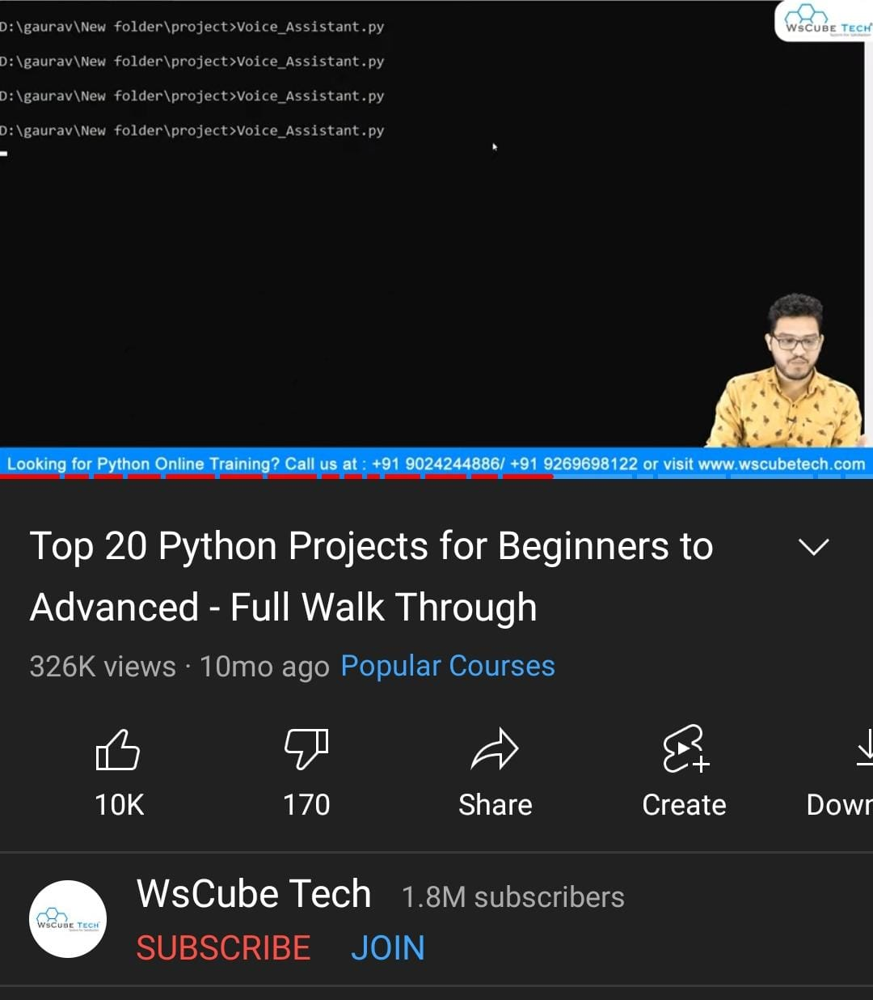 D:\gaurav\New folder\project>Voice_Assistant.py
WsCube Tech
D:\gaurav\New folder\project>Voice_Assistant.py
D:\gaurav\New folder\project>Voice_Assistant.py
D:\gaurav\New folder\project>Voice_Assistant.py
Looking for Python Online Training? Call us at : +91 9024244886/ +91 9269698122 or visit www.wscubetech.com
Top 20 Python Projects for Beginners to
Advanced - Full Walk Through
326K views · 10mo ago Popular Courses
10K 170 Share Create Down
WsCube Tech
WsCube Tech 1.8M subscribers
SUBSCRIBE JOIN